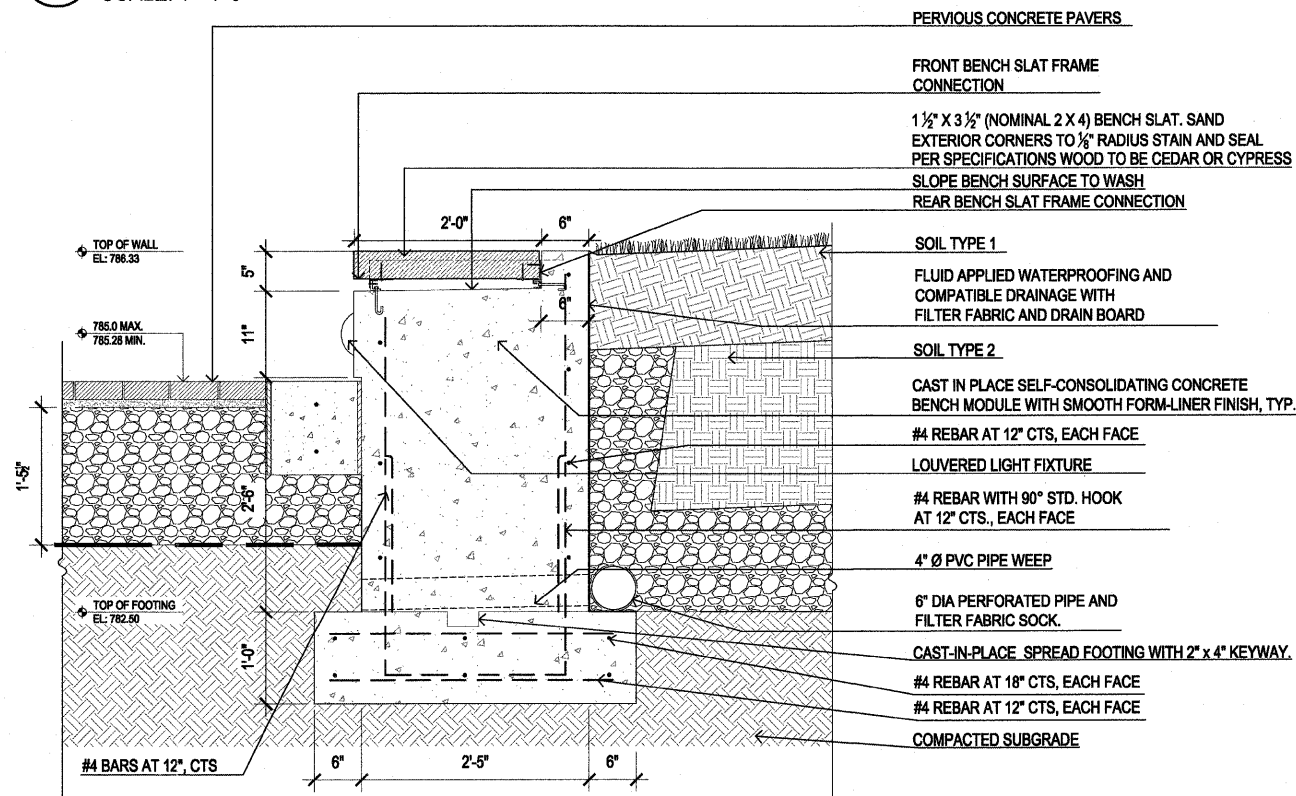 PERVIOUS CONCRETE PAVERS
FRONT BENCH SLAT FRAME
CONNECTION
1 ½" X 3 ½" (NOMINAL 2 X 4) BENCH SLAT. SAND
EXTERIOR CORNERS TO ⅛" RADIUS STAIN AND SEAL
PER SPECIFICATIONS WOOD TO BE CEDAR OR CYPRESS
SLOPE BENCH SURFACE TO WASH
REAR BENCH SLAT FRAME CONNECTION
2'-0"
6"
TOP OF WALL
EL: 786.33
SOIL TYPE 1
5"
FLUID APPLIED WATERPROOFING AND
COMPATIBLE DRAINAGE WITH
FILTER FABRIC AND DRAIN BOARD
6"
785.0 MAX.
785.28 MIN.
11"
SOIL TYPE 2
CAST IN PLACE SELF-CONSOLIDATING CONCRETE
BENCH MODULE WITH SMOOTH FORM-LINER FINISH, TYP.
#4 REBAR AT 12" CTS, EACH FACE
LOUVERED LIGHT FIXTURE
1'-5½"
2'-6"
#4 REBAR WITH 90° STD. HOOK
AT 12" CTS., EACH FACE
4" Ø PVC PIPE WEEP
TOP OF FOOTING
EL: 782.50
6" DIA PERFORATED PIPE AND
FILTER FABRIC SOCK.
1'-0"
CAST-IN-PLACE SPREAD FOOTING WITH 2" x 4" KEYWAY.
#4 REBAR AT 18" CTS, EACH FACE
#4 REBAR AT 12" CTS, EACH FACE
COMPACTED SUBGRADE
#4 BARS AT 12", CTS
6"
2'-5"
6"